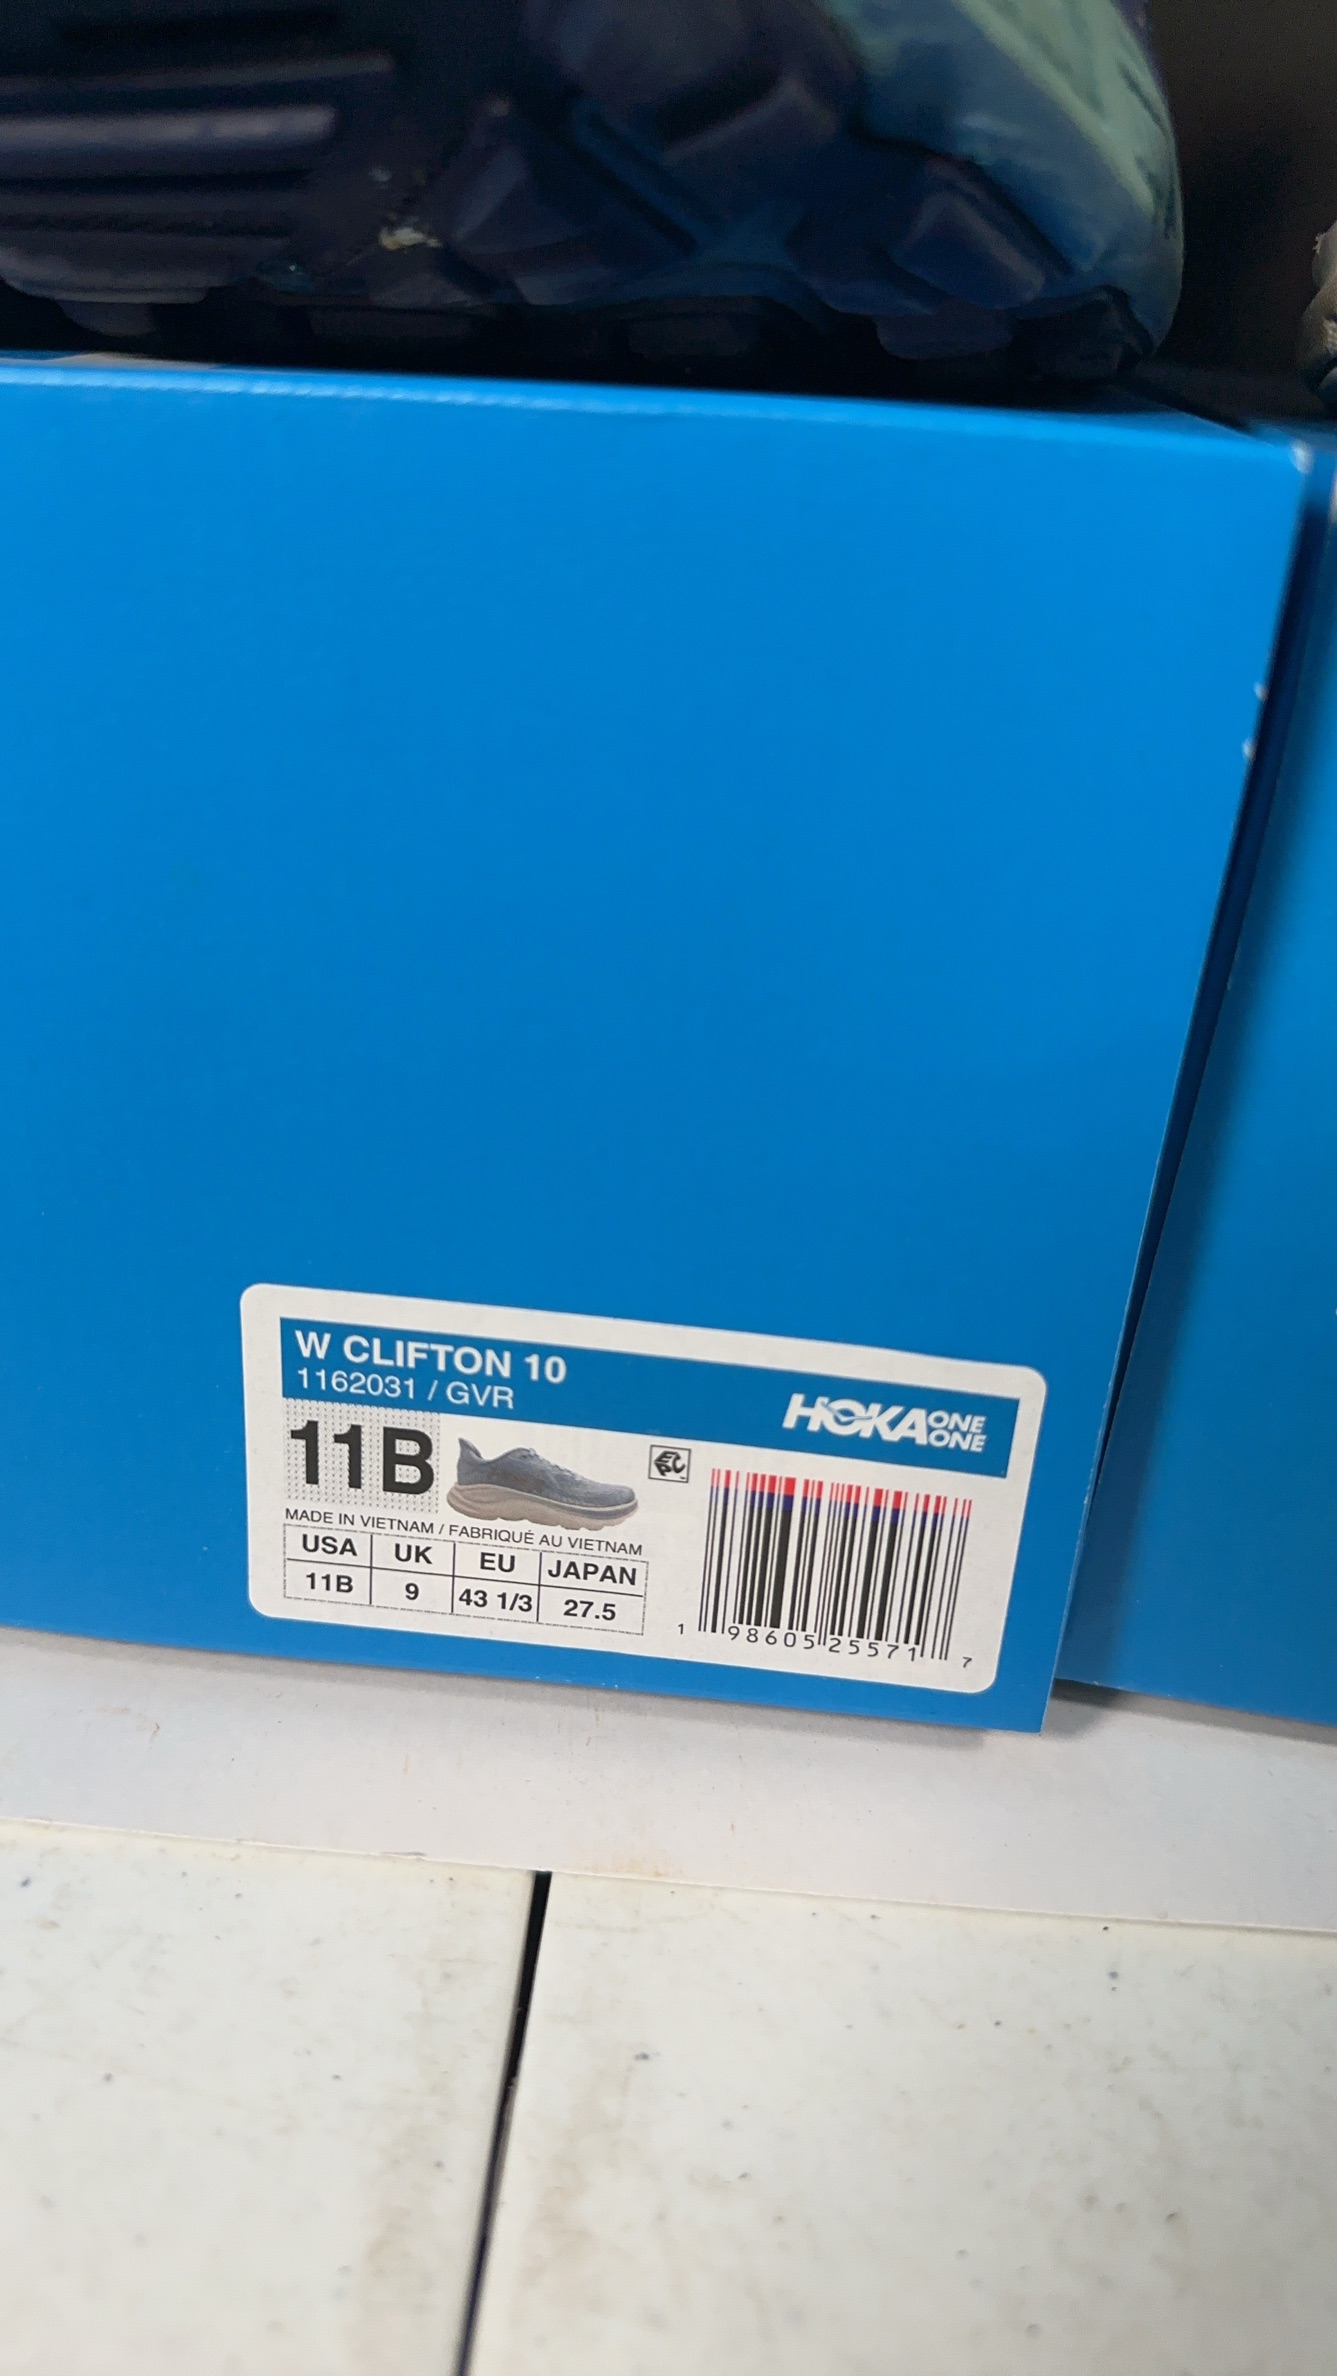 W CLIFTON 10
1162031 / GVR
HOKA ONE ONE
11B
MADE IN VIETNAM / FABRIQUÉ AU VIETNAM
USA UK EU JAPAN
11B 9 43 1/3 27.5
1 98605 25571 7